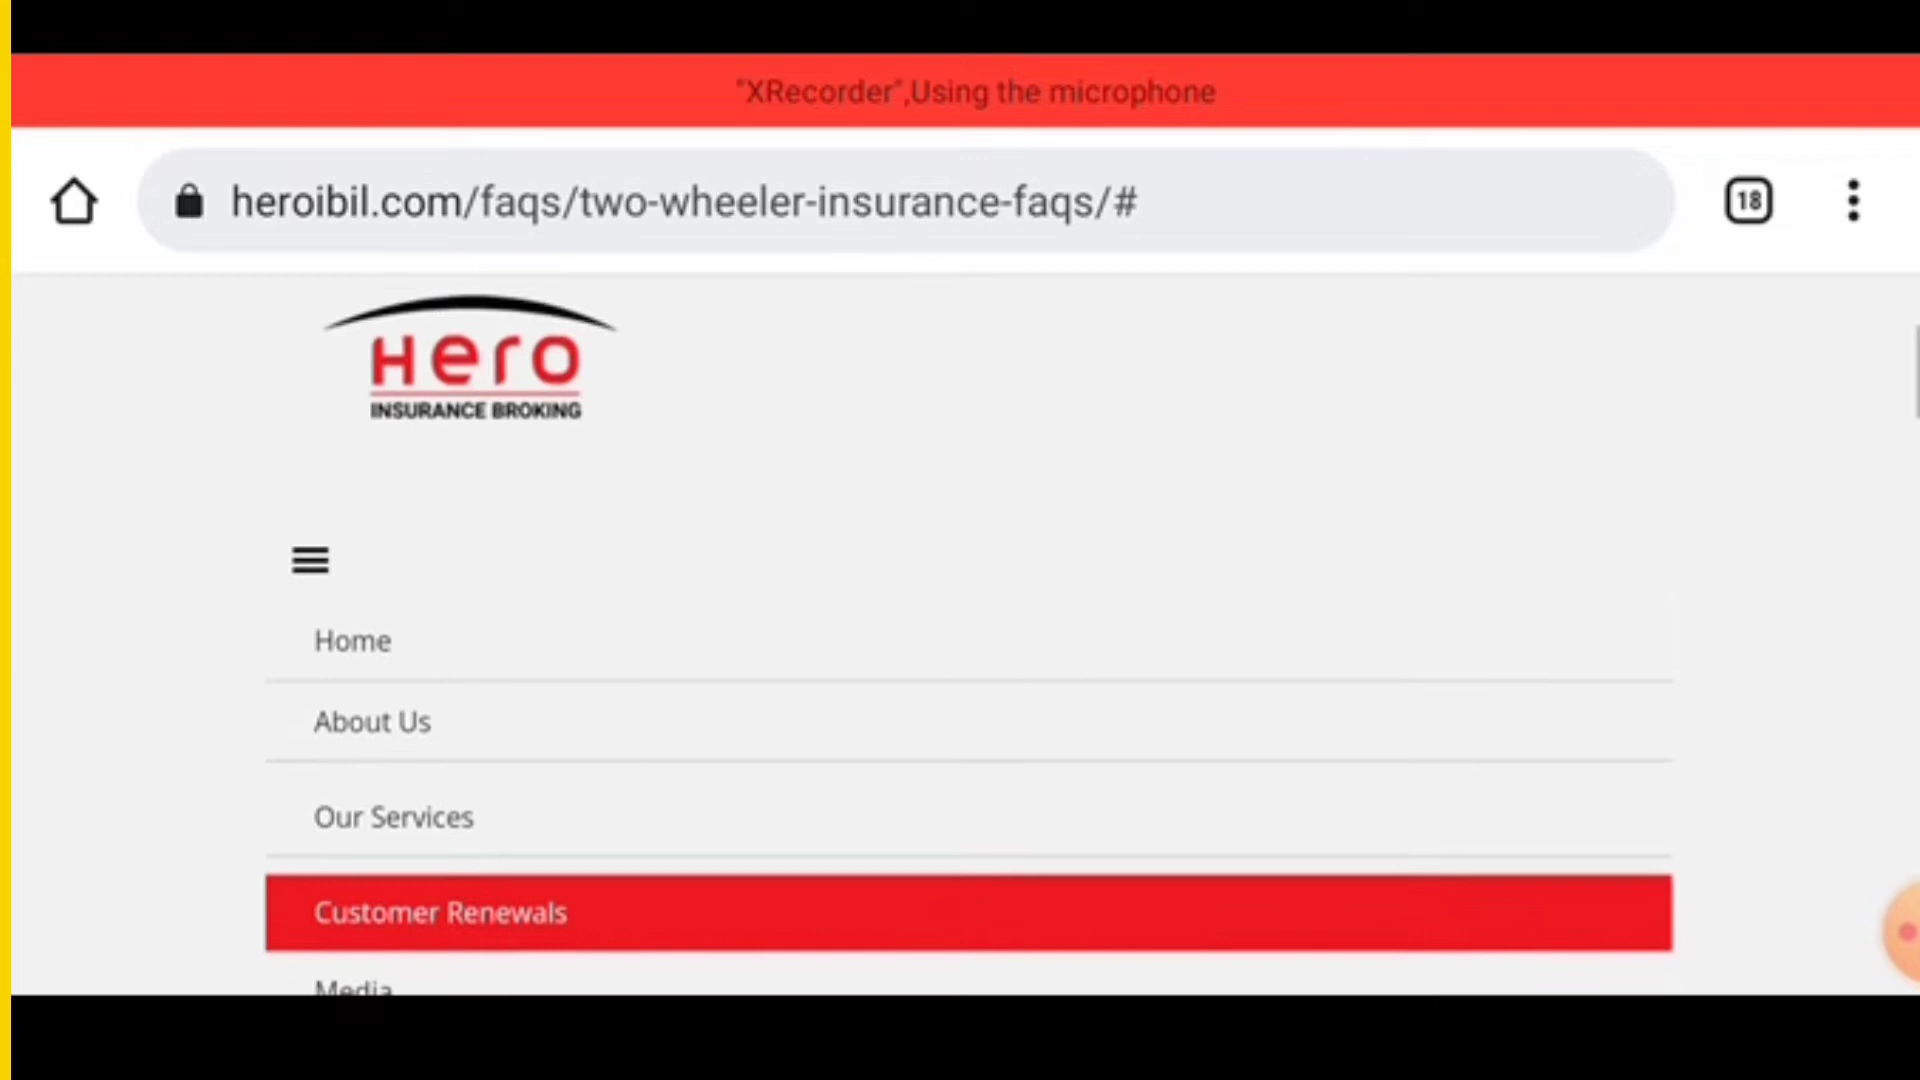 "XRecorder",Using the microphone
heroibil.com/faqs/two-wheeler-insurance-faqs/#
18
Hero
INSURANCE BROKING
Home
About Us
Our Services
Customer Renewals
Media